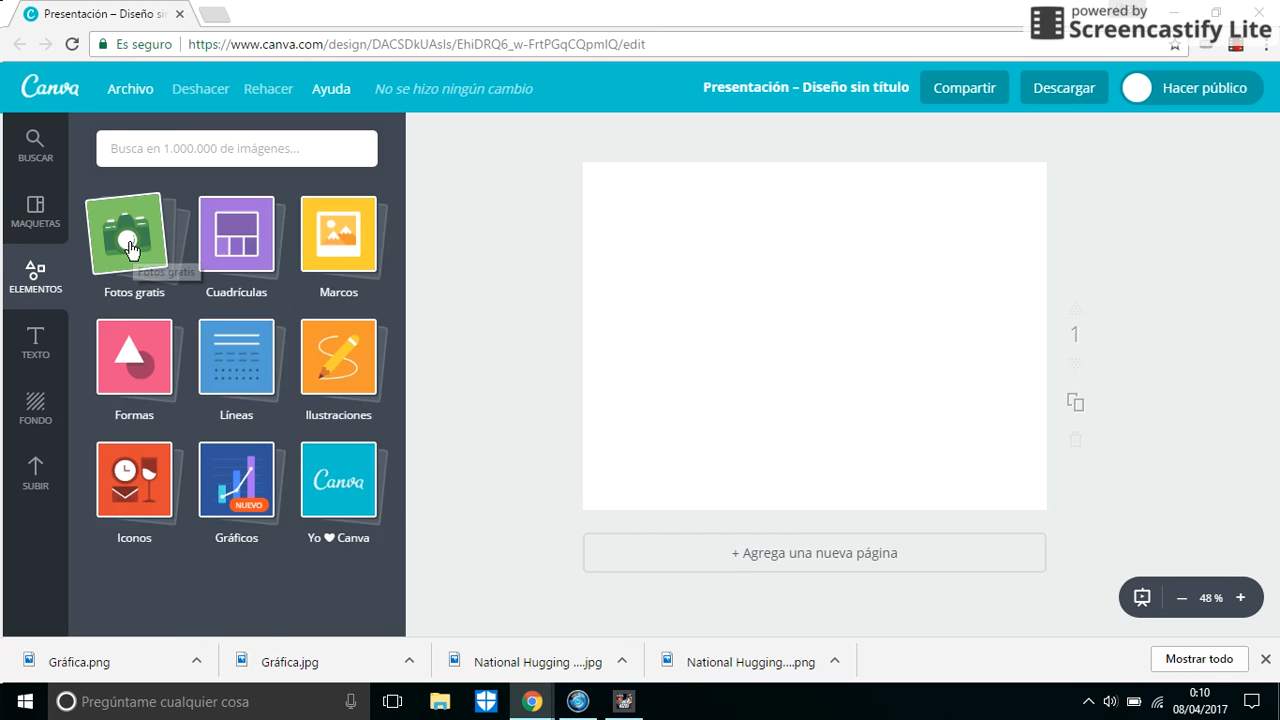 Presentación – Diseño sin
powered by
Screencastify Lite
Es seguro
https://www.canva.com/design/DACSDkUAsIs/EhiDRQ6_w-FrtPGqCQpmIQ/edit
Canva Archivo Deshacer Rehacer Ayuda No se hizo ningún cambio Presentación – Diseño sin título Compartir Descargar Hacer público
BUSCAR
MAQUETAS
ELEMENTOS
TEXTO
FONDO
SUBIR
Busca en 1.000.000 de imágenes...
Fotos gratis
Fotos gratis Cuadrículas Marcos
Formas Líneas Ilustraciones
NUEVO
Canva
Iconos Gráficos Yo ♥ Canva
1
+ Agrega una nueva página
48 %
Gráfica.png Gráfica.jpg National Hugging ....jpg National Hugging....png Mostrar todo
Pregúntame cualquier cosa
0:10
08/04/2017